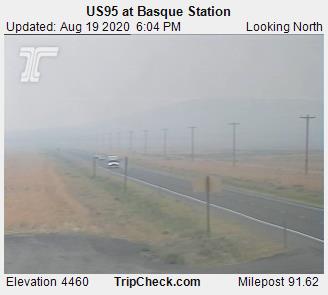 US95 at Basque Station
Updated: Aug 19 2020 6:04 PM Looking North
Elevation 4460 TripCheck.com Milepost 91.62